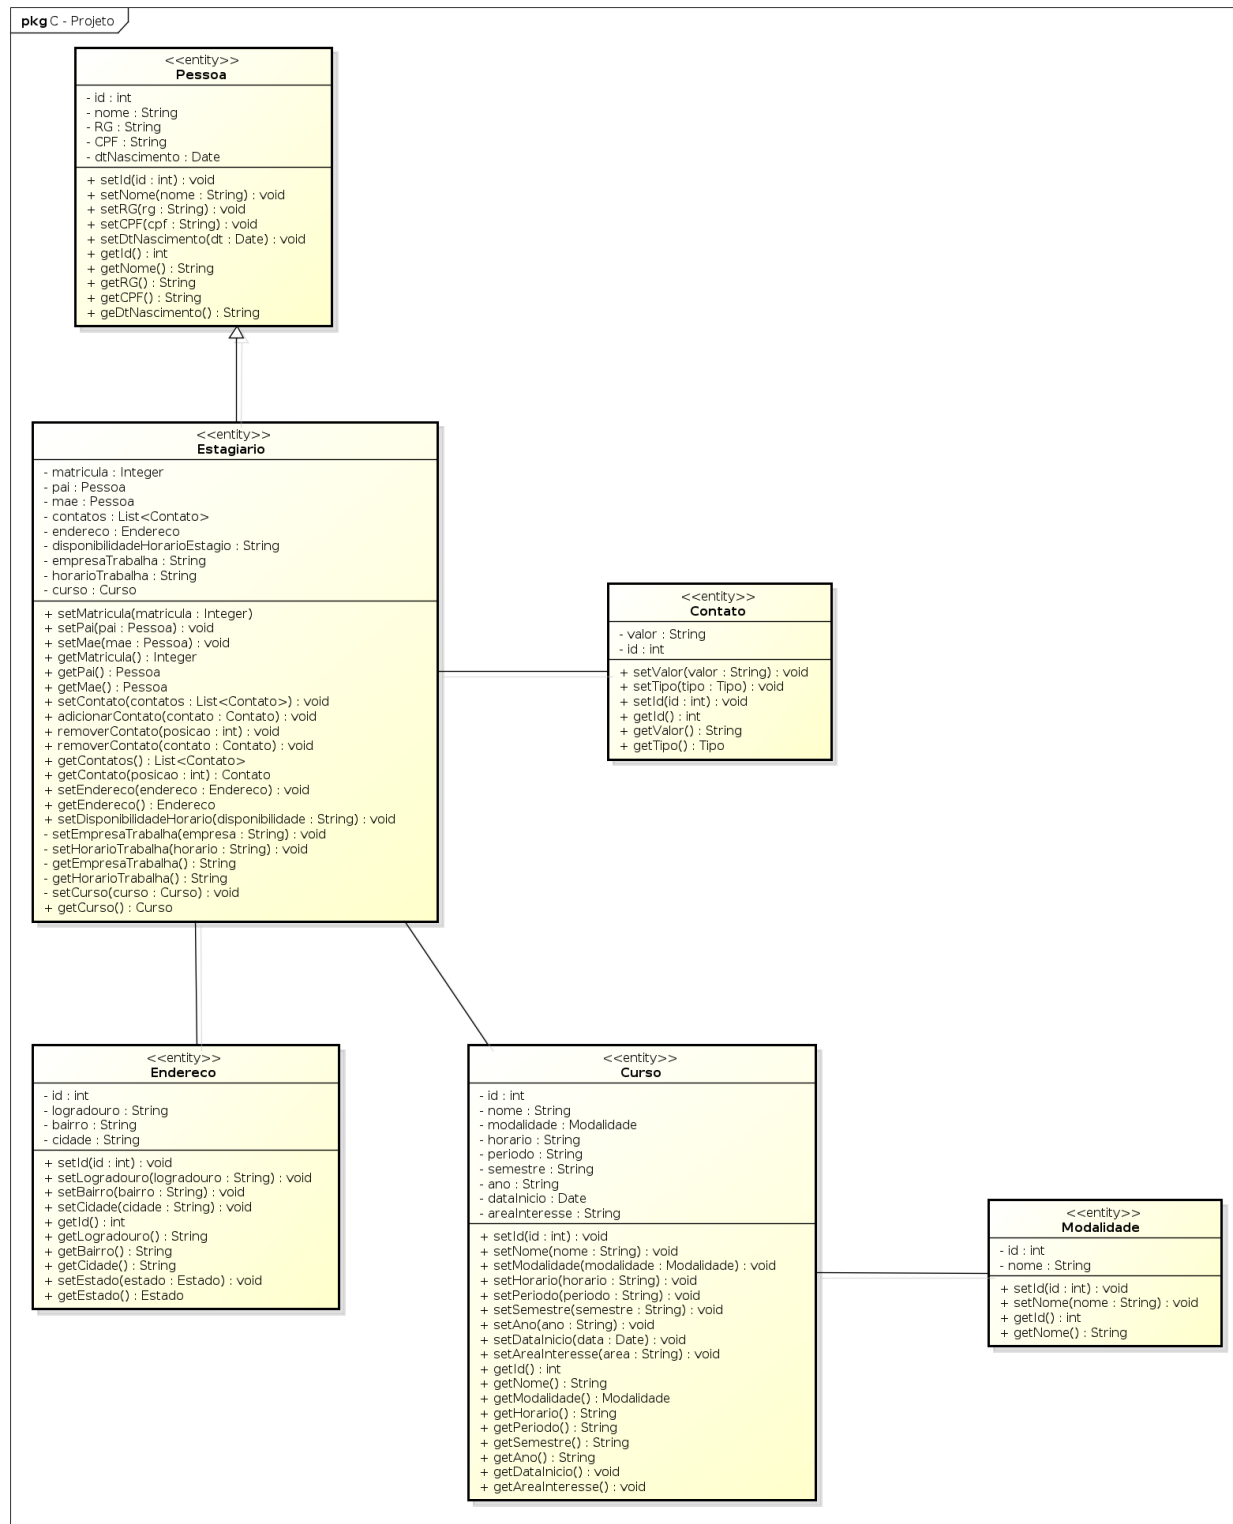 pkg C - Projeto
<<entity>>
Pessoa
- id : int
- nome : String
- RG : String
- CPF : String
- dtNascimento : Date
+ setId(id : int) : void
+ setNome(nome : String) : void
+ setRG(rg : String) : void
+ setCPF(cpf : String) : void
+ setDtNascimento(dt : Date) : void
+ getId() : int
+ getNome() : String
+ getRG() : String
+ getCPF() : String
+ geDtNascimento() : String
<<entity>>
Estagiario
- matricula : Integer
- pai : Pessoa
- mae : Pessoa
- contatos : List<Contato>
- endereco : Endereco
- disponibilidadeHorarioEstagio : String
- empresaTrabalha : String
- horarioTrabalha : String
- curso : Curso
+ setMatricula(matricula : Integer)
+ setPai(pai : Pessoa) : void
+ setMae(mae : Pessoa) : void
+ getMatricula() : Integer
+ getPai() : Pessoa
+ getMae() : Pessoa
+ setContato(contatos : List<Contato>) : void
+ adicionarContato(contato : Contato) : void
+ removerContato(posicao : int) : void
+ removerContato(contato : Contato) : void
+ getContatos() : List<Contato>
+ getContato(posicao : int) : Contato
+ setEndereco(endereco : Endereco) : void
+ getEndereco() : Endereco
+ setDisponibilidadeHorario(disponibilidade : String) : void
- setEmpresaTrabalha(empresa : String) : void
- setHorarioTrabalha(horario : String) : void
- getEmpresaTrabalha() : String
- getHorarioTrabalha() : String
- setCurso(curso : Curso) : void
+ getCurso() : Curso
<<entity>>
Contato
- valor : String
- id : int
+ setValor(valor : String) : void
+ setTipo(tipo : Tipo) : void
+ setId(id : int) : void
+ getId() : int
+ getValor() : String
+ getTipo() : Tipo
<<entity>>
Endereco
- id : int
- logradouro : String
- bairro : String
- cidade : String
+ setId(id : int) : void
+ setLogradouro(logradouro : String) : void
+ setBairro(bairro : String) : void
+ setCidade(cidade : String) : void
+ getId() : int
+ getLogradouro() : String
+ getBairro() : String
+ getCidade() : String
+ setEstado(estado : Estado) : void
+ getEstado() : Estado
<<entity>>
Curso
- id : int
- nome : String
- modalidade : Modalidade
- horario : String
- periodo : String
- semestre : String
- ano : String
- dataInicio : Date
- areaInteresse : String
+ setId(id : int) : void
+ setNome(nome : String) : void
+ setModalidade(modalidade : Modalidade) : void
+ setHorario(horario : String) : void
+ setPeriodo(periodo : String) : void
+ setSemestre(semestre : String) : void
+ setAno(ano : String) : void
+ setDataInicio(data : Date) : void
+ setAreaInteresse(area : String) : void
+ getId() : int
+ getNome() : String
+ getModalidade() : Modalidade
+ getHorario() : String
+ getPeriodo() : String
+ getSemestre() : String
+ getAno() : String
+ getDataInicio() : void
+ getAreaInteresse() : void
<<entity>>
Modalidade
- id : int
- nome : String
+ setId(id : int) : void
+ setNome(nome : String) : void
+ getId() : int
+ getNome() : String